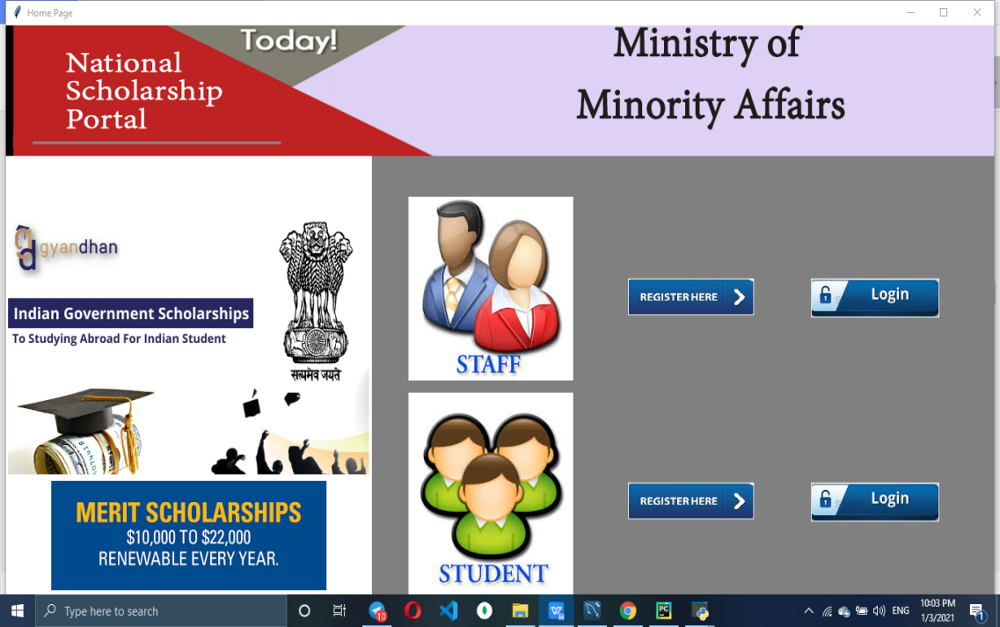 Home Page
Today!
National
Scholarship
Portal
Ministry of
Minority Affairs
gyandhan
Indian Government Scholarships
To Studying Abroad For Indian Student
सत्यमेव जयते
MERIT SCHOLARSHIPS
$10,000 TO $22,000
RENEWABLE EVERY YEAR.
STAFF
REGISTER HERE
Login
STUDENT
REGISTER HERE
Login
Type here to search
10
PC
ENG
10:03 PM
1/3/2021
1